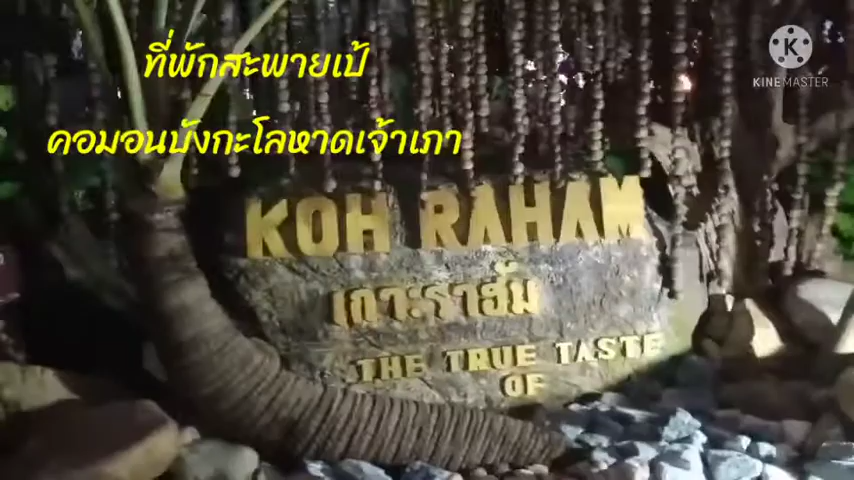 ที่พักสะพายเป้
คอมอนบังกะโลหาดเจ้าเภา
K
KINEMASTER
KOH RAHAM
เกาะราฮัม
THE TRUE TASTE
OF